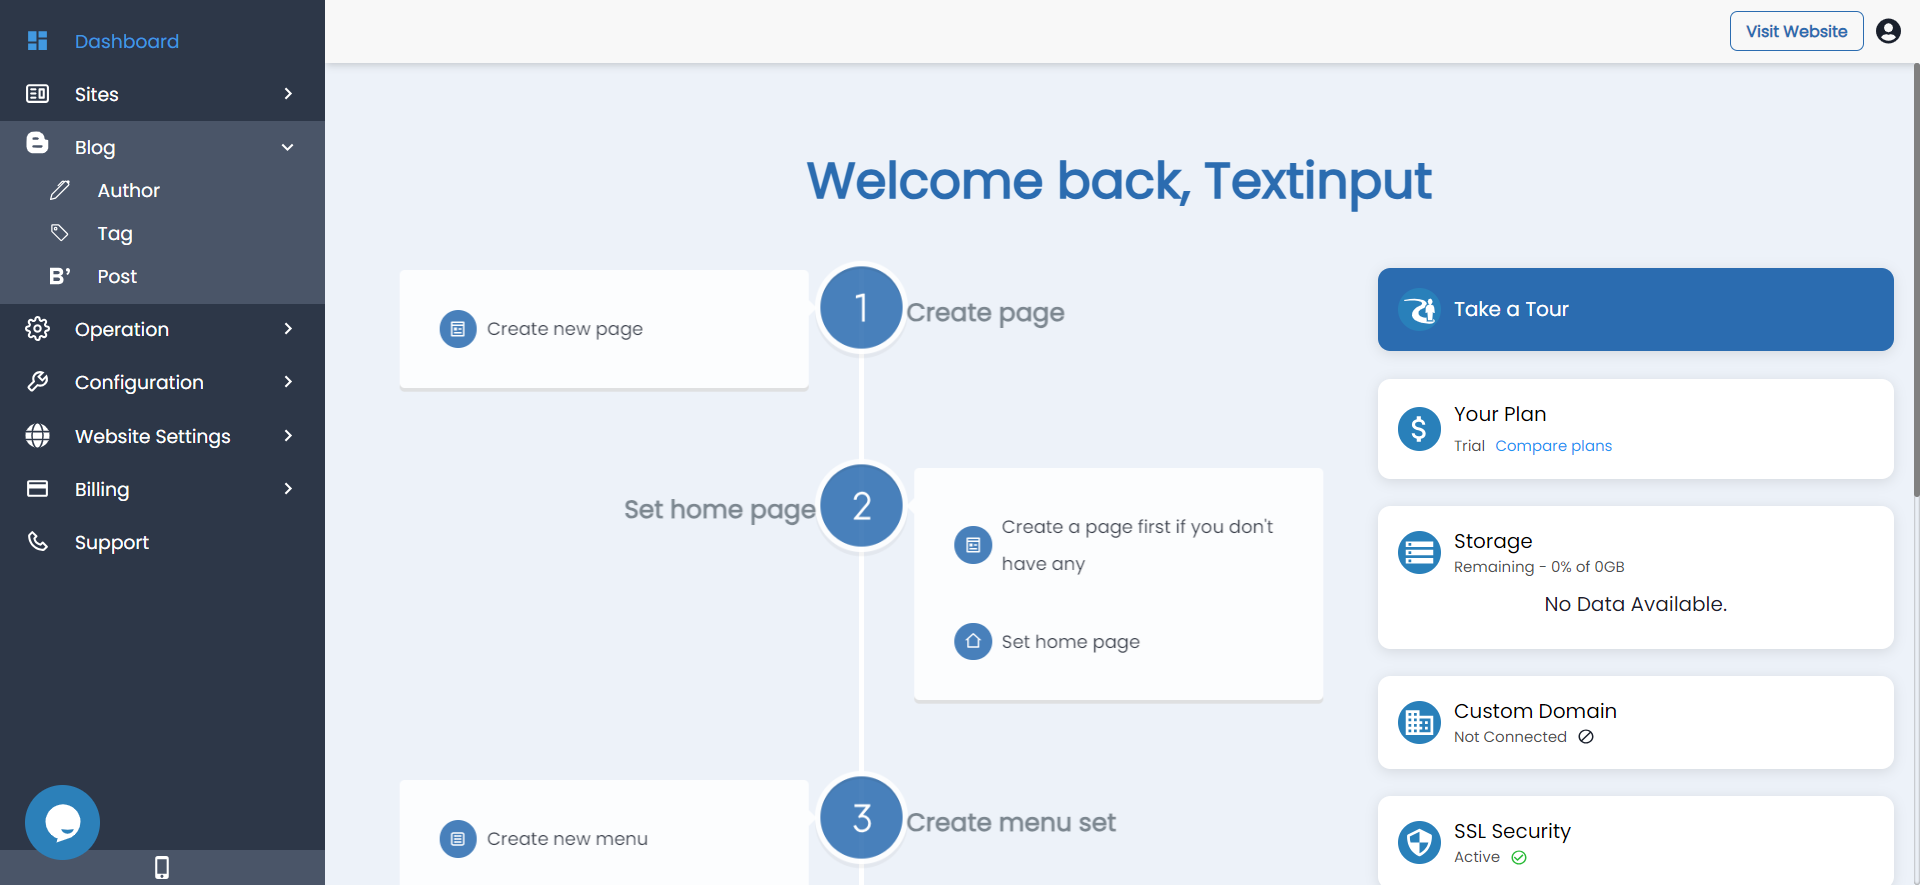 Dashboard
Sites
Blog
Author
Tag
Post
Operation
Configuration
Website Settings
Billing
Support
Visit Website
Welcome back, Textinput
Create new page
1
Create page
Set home page
2
Create a page first if you don't
have any
Set home page
Create new menu
3
Create menu set
Take a Tour
Your Plan
Trial Compare plans
Storage
Remaining - 0% of 0GB
No Data Available.
Custom Domain
Not Connected
SSL Security
Active